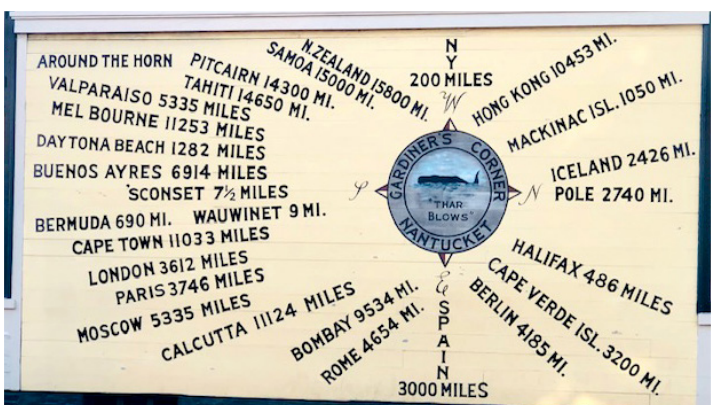 AROUND THE HORN
PITCAIRN 14300 MI.
TAHITI 14650 MI.
SAMOA 15000 MI.
N.ZEALAND 15800 MI.
N
Y
200 MILES
HONG KONG 10453 MI.
MACKINAC ISL. 1050 MI.
ICELAND 2426 MI.
POLE 2740 MI.
VALPARAISO 5335 MILES
MEL BOURNE 11253 MILES
DAYTONA BEACH 1282 MILES
BUENOS AYRES 6914 MILES
'SCONSET 7½ MILES
BERMUDA 690 MI. WAUWINET 9 MI.
CAPE TOWN 11033 MILES
LONDON 3612 MILES
PARIS 3746 MILES
MOSCOW 5335 MILES
CALCUTTA 11124 MILES
BOMBAY 9534 MI.
ROME 4654 MI.
W
S
N
E
GARDINER'S CORNER
"THAR
BLOWS"
NANTUCKET
S
P
A
I
N
3000 MILES
BERLIN 4185 MI.
CAPE VERDE ISL. 3200 MI.
HALIFAX 486 MILES